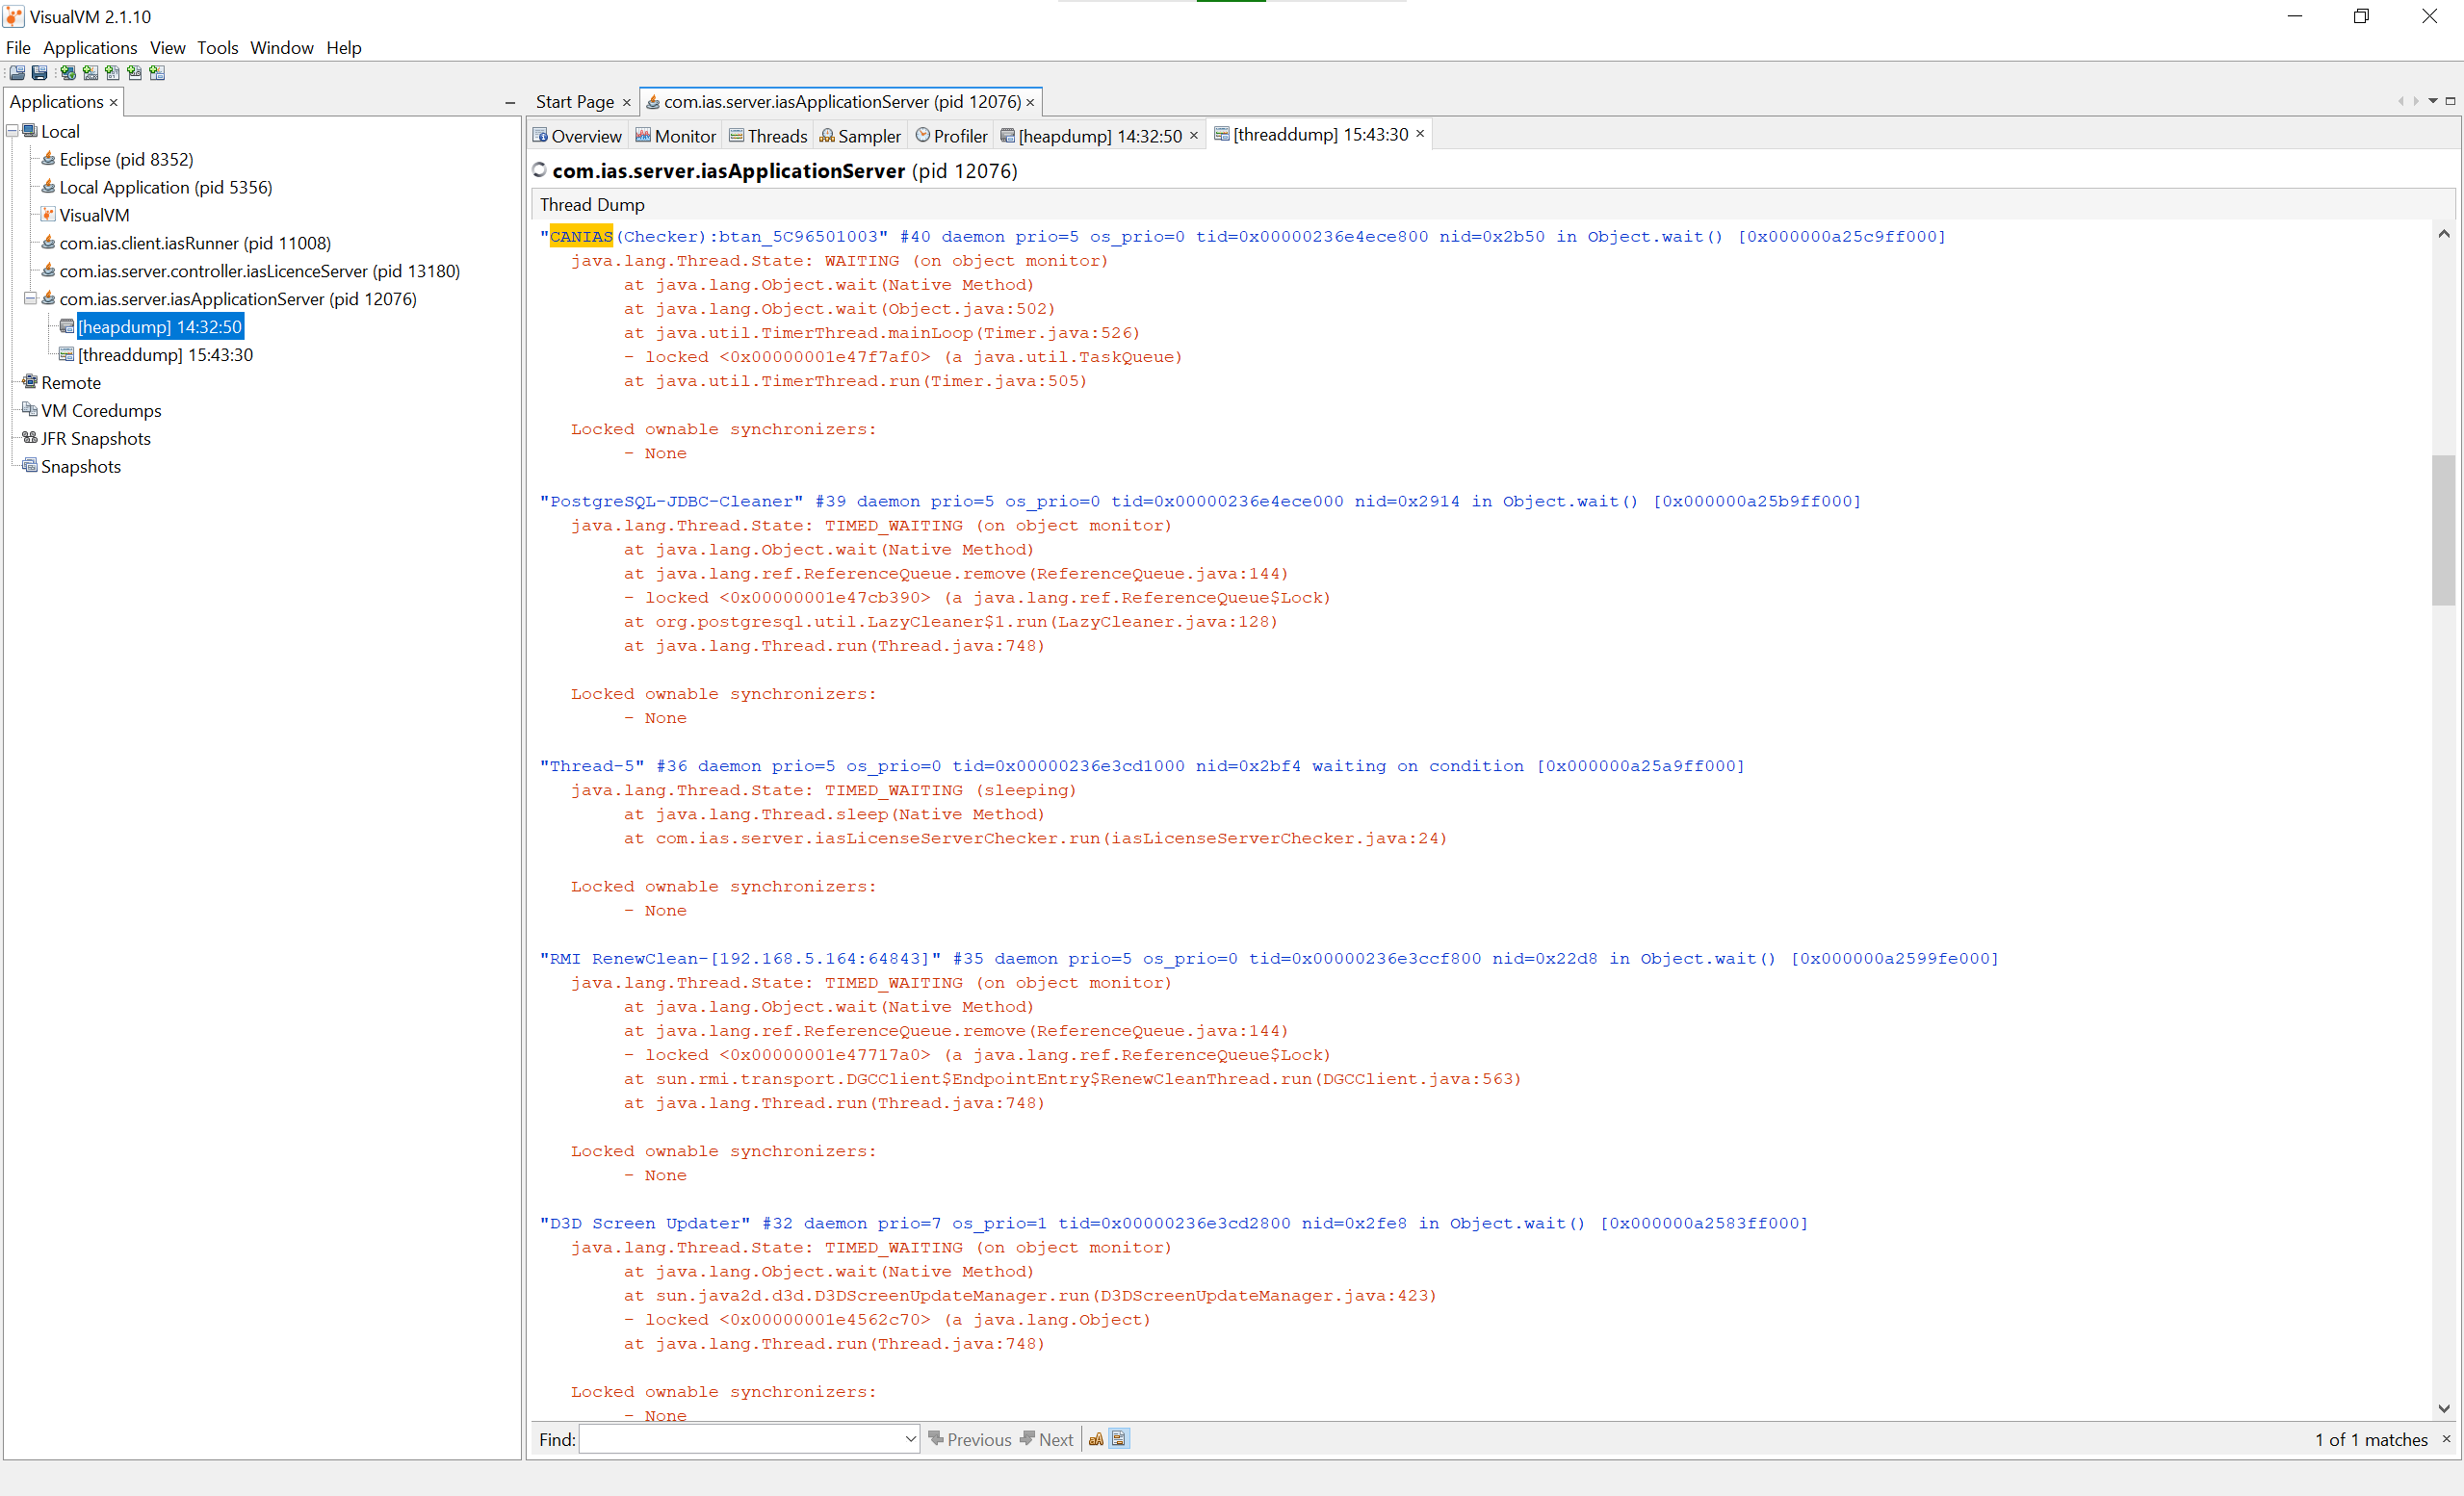 VisualVM 2.1.10
File Applications View Tools Window Help
Applications
Start Page
com.ias.server.iasApplicationServer (pid 12076)
Local
Eclipse (pid 8352)
Local Application (pid 5356)
VisualVM
com.ias.client.iasRunner (pid 11008)
com.ias.server.controller.iasLicenceServer (pid 13180)
com.ias.server.iasApplicationServer (pid 12076)
[heapdump] 14:32:50
[threaddump] 15:43:30
Remote
VM Coredumps
JFR Snapshots
Snapshots
Overview Monitor Threads Sampler Profiler [heapdump] 14:32:50 [threaddump] 15:43:30
com.ias.server.iasApplicationServer (pid 12076)
Thread Dump
"CANIAS(Checker):btan_5C96501003" #40 daemon prio=5 os_prio=0 tid=0x00000236e4ece800 nid=0x2b50 in Object.wait() [0x000000a25c9ff000]
java.lang.Thread.State: WAITING (on object monitor)
at java.lang.Object.wait(Native Method)
at java.lang.Object.wait(Object.java:502)
at java.util.TimerThread.mainLoop(Timer.java:526)
- locked <0x00000001e47f7af0> (a java.util.TaskQueue)
at java.util.TimerThread.run(Timer.java:505)
Locked ownable synchronizers:
- None
"PostgreSQL-JDBC-Cleaner" #39 daemon prio=5 os_prio=0 tid=0x00000236e4ece000 nid=0x2914 in Object.wait() [0x000000a25b9ff000]
java.lang.Thread.State: TIMED_WAITING (on object monitor)
at java.lang.Object.wait(Native Method)
at java.lang.ref.ReferenceQueue.remove(ReferenceQueue.java:144)
- locked <0x00000001e47cb390> (a java.lang.ref.ReferenceQueue$Lock)
at org.postgresql.util.LazyCleaner$1.run(LazyCleaner.java:128)
at java.lang.Thread.run(Thread.java:748)
Locked ownable synchronizers:
- None
"Thread-5" #36 daemon prio=5 os_prio=0 tid=0x00000236e3cd1000 nid=0x2bf4 waiting on condition [0x000000a25a9ff000]
java.lang.Thread.State: TIMED_WAITING (sleeping)
at java.lang.Thread.sleep(Native Method)
at com.ias.server.iasLicenseServerChecker.run(iasLicenseServerChecker.java:24)
Locked ownable synchronizers:
- None
"RMI RenewClean-[192.168.5.164:64843]" #35 daemon prio=5 os_prio=0 tid=0x00000236e3ccf800 nid=0x22d8 in Object.wait() [0x000000a2599fe000]
java.lang.Thread.State: TIMED_WAITING (on object monitor)
at java.lang.Object.wait(Native Method)
at java.lang.ref.ReferenceQueue.remove(ReferenceQueue.java:144)
- locked <0x00000001e47717a0> (a java.lang.ref.ReferenceQueue$Lock)
at sun.rmi.transport.DGCClient$EndpointEntry$RenewCleanThread.run(DGCClient.java:563)
at java.lang.Thread.run(Thread.java:748)
Locked ownable synchronizers:
- None
"D3D Screen Updater" #32 daemon prio=7 os_prio=1 tid=0x00000236e3cd2800 nid=0x2fe8 in Object.wait() [0x000000a2583ff000]
java.lang.Thread.State: TIMED_WAITING (on object monitor)
at java.lang.Object.wait(Native Method)
at sun.java2d.d3d.D3DScreenUpdateManager.run(D3DScreenUpdateManager.java:423)
- locked <0x00000001e4562c70> (a java.lang.Object)
at java.lang.Thread.run(Thread.java:748)
Locked ownable synchronizers:
- None
Find: Previous Next aA 1 of 1 matches